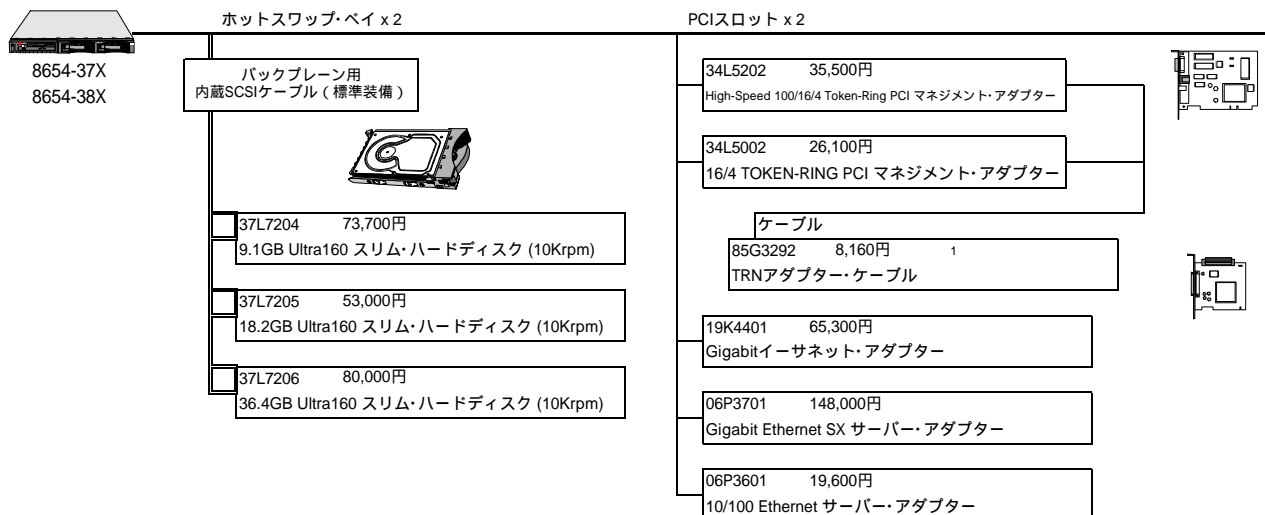 ホットスワップ・ベイ x 2
PCIスロット x 2
8654-37X
8654-38X
バックプレーン用
内蔵SCSIケーブル(標準装備)
37L7204 73,700円
9.1GB Ultra160 スリム・ハードディスク (10Krpm)
37L7205 53,000円
18.2GB Ultra160 スリム・ハードディスク (10Krpm)
37L7206 80,000円
36.4GB Ultra160 スリム・ハードディスク (10Krpm)
34L5202 35,500円
High-Speed 100/16/4 Token-Ring PCI マネジメント・アダプター
34L5002 26,100円
16/4 TOKEN-RING PCI マネジメント・アダプター
ケーブル
85G3292 8,160円 1
TRNアダプター・ケーブル
19K4401 65,300円
Gigabitイーサネット・アダプター
06P3701 148,000円
Gigabit Ethernet SX サーバー・アダプター
06P3601 19,600円
10/100 Ethernet サーバー・アダプター